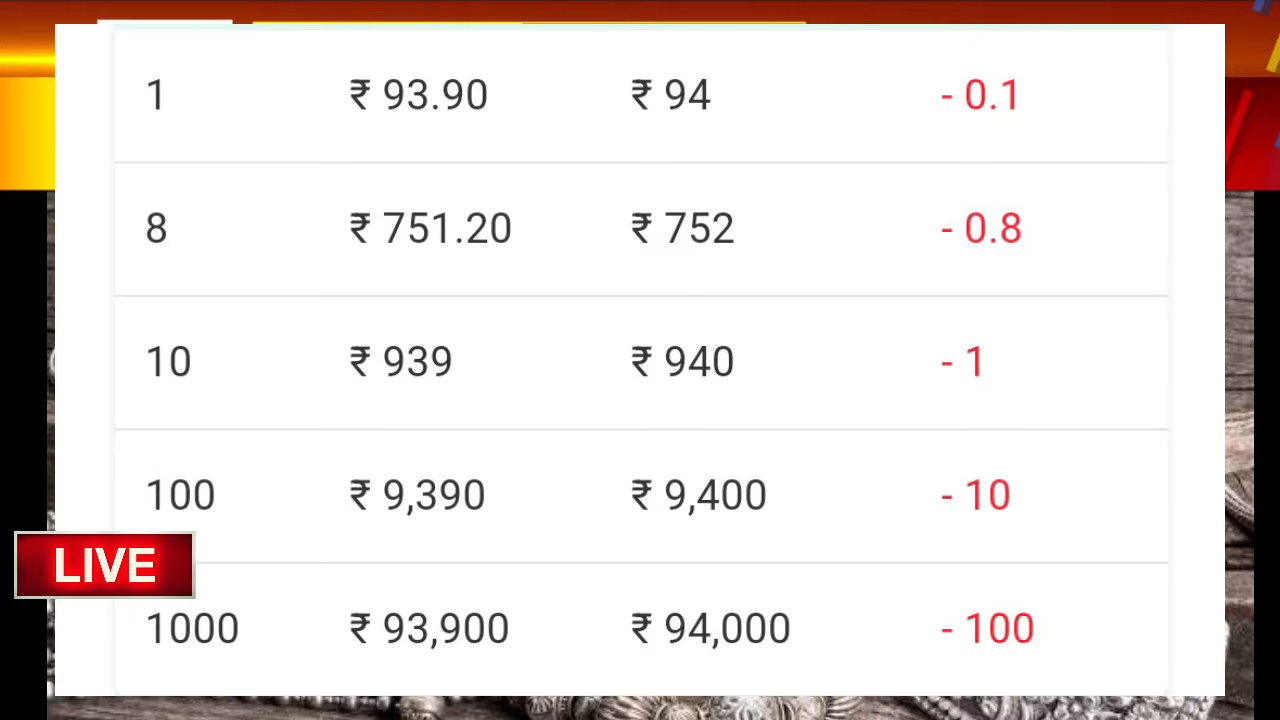 1 ₹ 93.90 ₹ 94 - 0.1
8 ₹ 751.20 ₹ 752 - 0.8
10 ₹ 939 ₹ 940 - 1
100 ₹ 9,390 ₹ 9,400 - 10
LIVE
1000 ₹ 93,900 ₹ 94,000 - 100